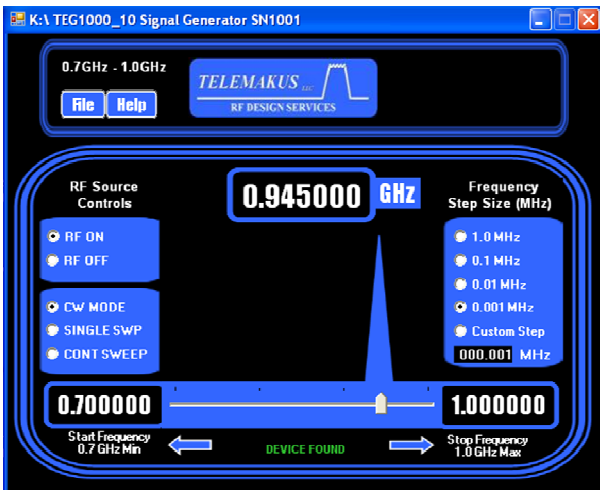 K:\ TEG1000_10 Signal Generator SN1001
0.7GHz - 1.0GHz
File Help
TELEMAKUS LLC
RF DESIGN SERVICES
RF Source
Controls
RF ON
RF OFF
CW MODE
SINGLE SWP
CONT SWEEP
0.945000 GHz
Frequency
Step Size (MHz)
1.0 MHz
0.1 MHz
0.01 MHz
0.001 MHz
Custom Step
000.001 MHz
0.700000
1.000000
Start Frequency
0.7 GHz Min
DEVICE FOUND
Stop Frequency
1.0 GHz Max